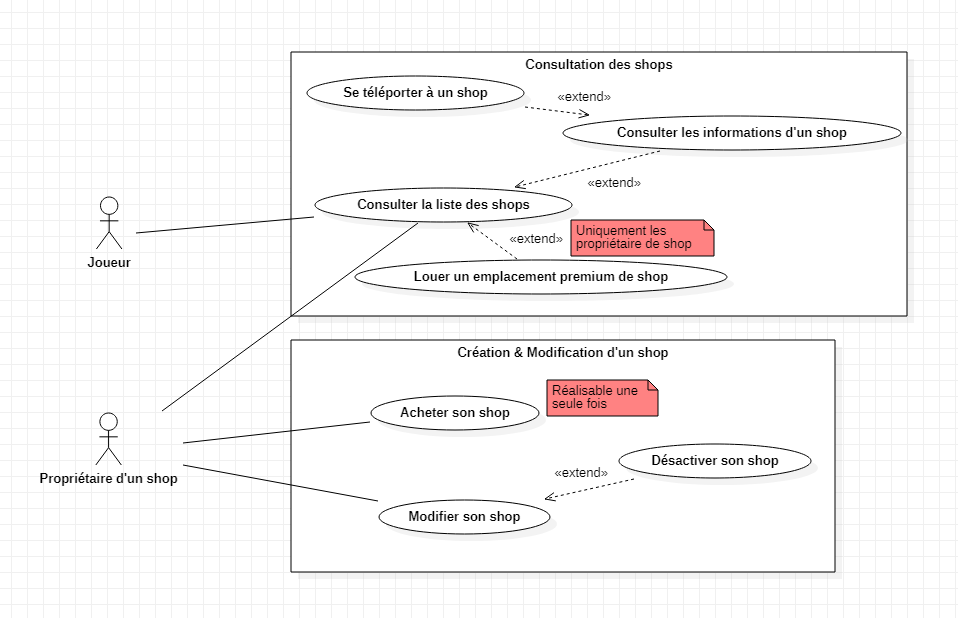 Consultation des shops
Se téléporter à un shop
«extend»
Consulter les informations d'un shop
«extend»
Consulter la liste des shops
Uniquement les
propriétaire de shop
«extend»
Louer un emplacement premium de shop
Joueur
Création & Modification d'un shop
Réalisable une
seule fois
Acheter son shop
Désactiver son shop
«extend»
Propriétaire d'un shop
Modifier son shop